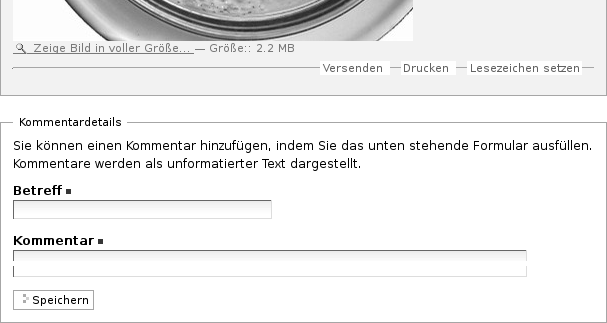 Zeige Bild in voller Größe... — Größe:: 2.2 MB
Versenden Drucken Lesezeichen setzen
Kommentardetails
Sie können einen Kommentar hinzufügen, indem Sie das unten stehende Formular ausfüllen.
Kommentare werden als unformatierter Text dargestellt.
Betreff
Kommentar
Speichern